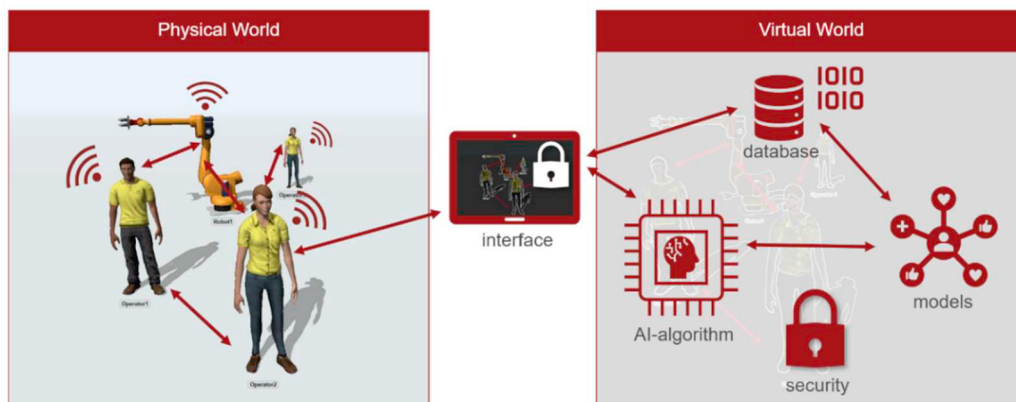 Physical World
Virtual World
1010
1010
database
Robot1
Operator1
Operator2
interface
AI-algorithm
models
security